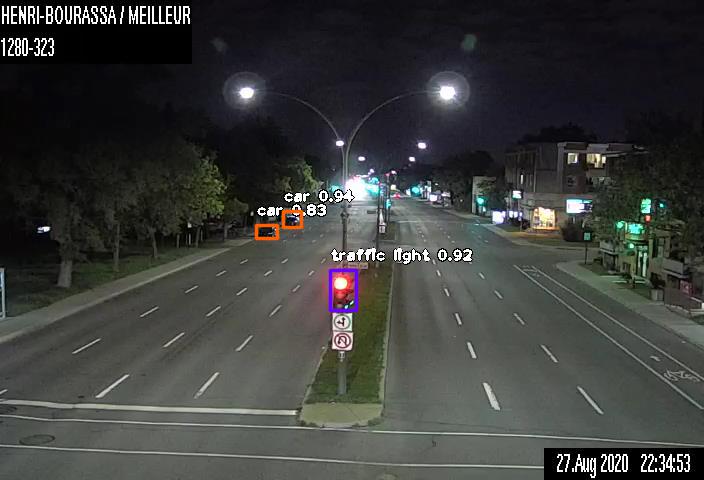 HENRI-BOURASSA / MEILLEUR
1280-323
car 0.94
car 0.83
traffic light 0.92
27.Aug 2020 22:34:53